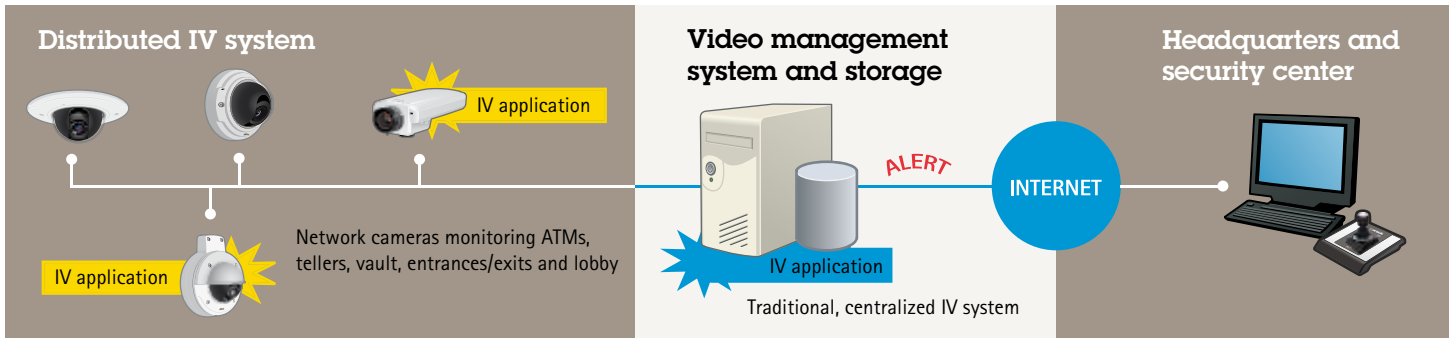 Distributed IV system
IV application
IV application
Network cameras monitoring ATMs,
tellers, vault, entrances/exits and lobby
Video management
system and storage
ALERT
IV application
Traditional, centralized IV system
INTERNET
Headquarters and
security center